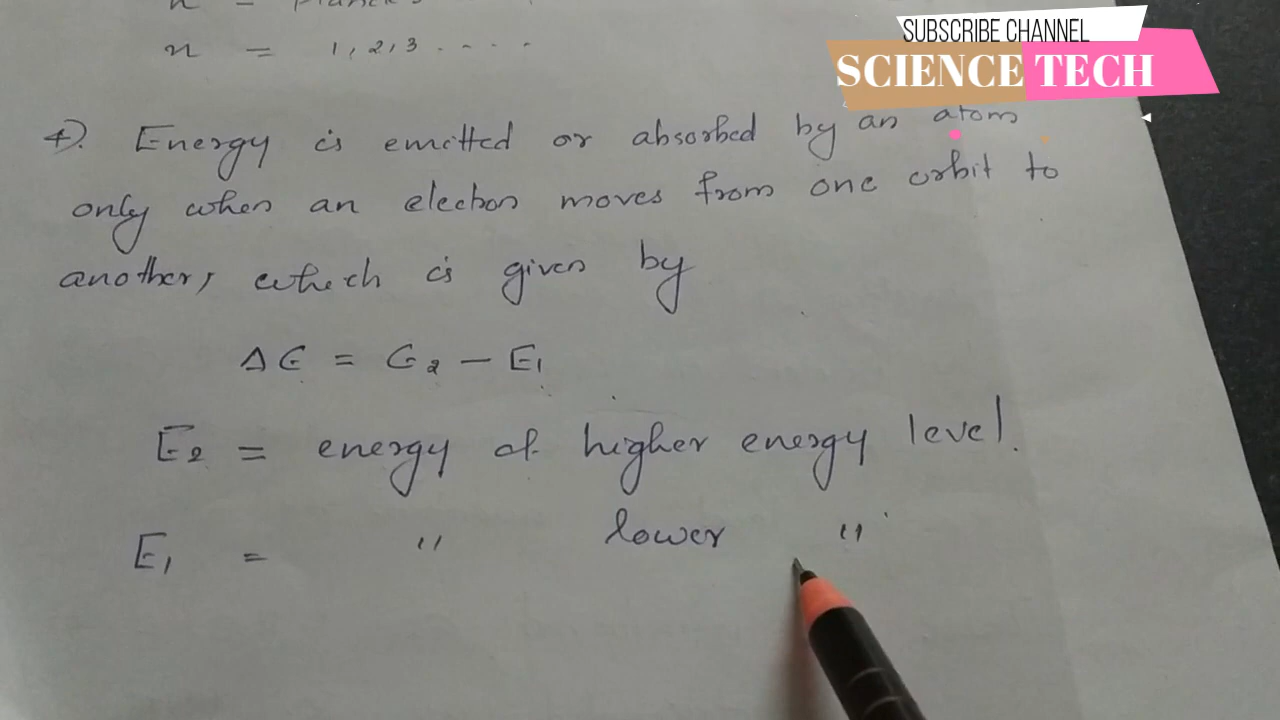 n = Planck's
n = 1, 2, 3 - - - -
SUBSCRIBE CHANNEL
SCIENCE TECH
4). Energy is emitted or absorbed by an atom
only when an electron moves from one orbit to
another, which is given by
ΔE = E2 - E1
E2 = energy of higher energy level.
E1 = " lower "